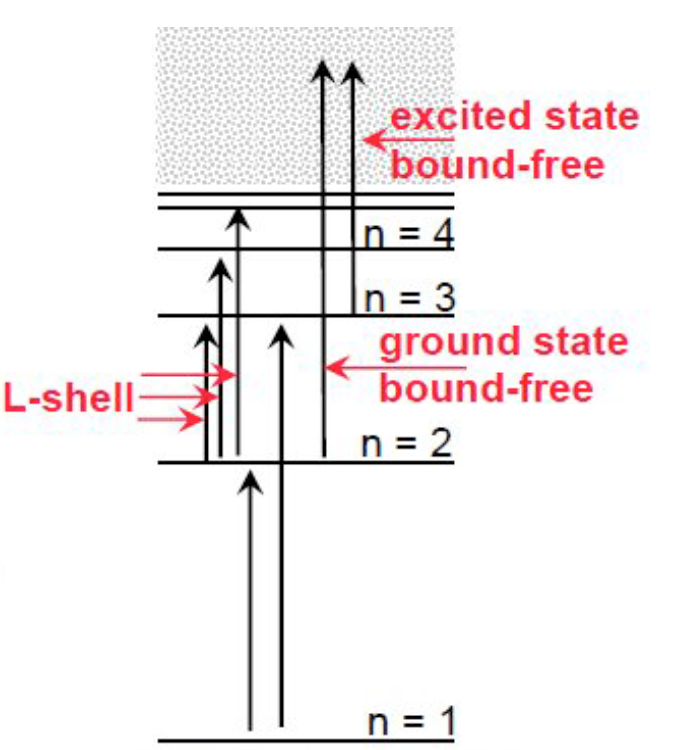 excited state
bound-free
n = 4
n = 3
ground state
bound-free
L-shell
n = 2
n = 1